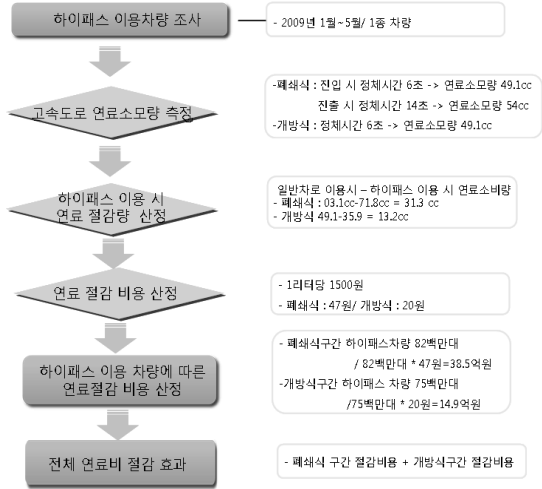 하이패스 이용차량 조사
- 2009년 1월~5월/ 1종 차량
고속도로 연료소모량 측정
-폐쇄식 : 진입 시 정체시간 6초 -> 연료소모량 49.1cc
진출 시 정체시간 14초 -> 연료소모량 54cc
-개방식 : 정체시간 6초 -> 연료소모량 49.1cc
하이패스 이용 시
연료 절감량 산정
일반차로 이용시 – 하이패스 이용 시 연료소비량
- 폐쇄식 : 03.1cc-71.8cc = 31.3 cc
- 개방식 49.1-35.9 = 13.2cc
연료 절감 비용 산정
- 1리터당 1500원
- 폐쇄식 : 47원/ 개방식 : 20원
하이패스 이용 차량에 따른
연료절감 비용 산정
- 폐쇄식구간 하이패스차량 82백만대
/ 82백만대 * 47원=38.5억원
-개방식구간 하이패스 차량 75백만대
/75백만대 * 20원=14.9억원
전체 연료비 절감 효과
- 폐쇄식 구간 절감비용 + 개방식구간 절감비용